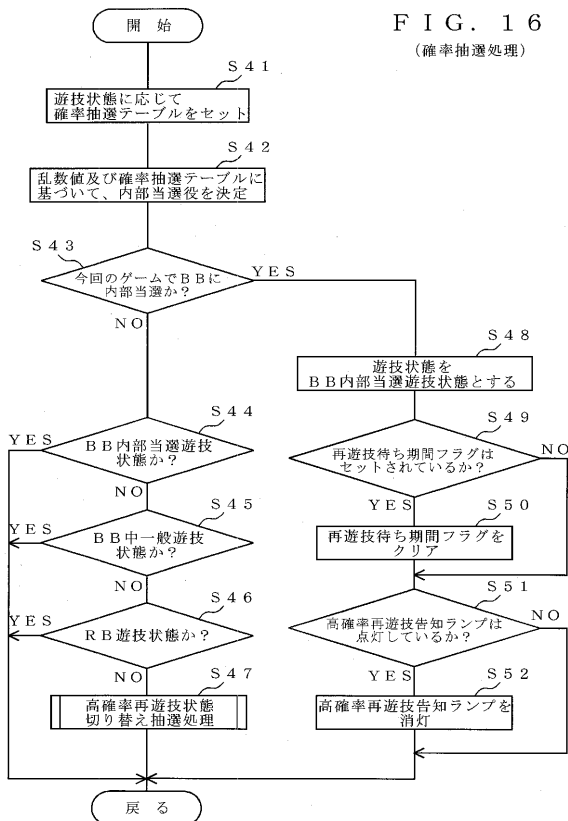 FIG. 16
(確率抽選処理)
開始
S41
遊技状態に応じて
確率抽選テーブルをセット
S42
乱数値及び確率抽選テーブルに
基づいて、内部当選役を決定
S43
今回のゲームでBBに
内部当選か?
YES
NO
S48
遊技状態を
BB内部当選遊技状態とする
S44
YES
BB内部当選遊技
状態か?
NO
S49
再遊技待ち期間フラグは
セットされているか?
NO
YES
S45
YES
BB中一般遊技
状態か?
NO
S50
再遊技待ち期間フラグを
クリア
S46
YES
RB遊技状態か?
NO
S51
高確率再遊技告知ランプは
点灯しているか?
NO
YES
S47
高確率再遊技状態
切り替え抽選処理
S52
高確率再遊技告知ランプを
消灯
戻る